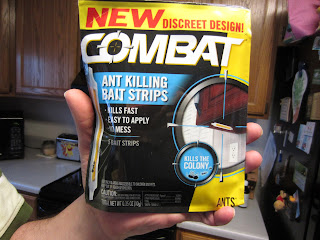 NEW DISCREET DESIGN!
COMBAT
ANT KILLING
BAIT STRIPS
KILLS FAST
EASY TO APPLY
MESS
BAIT STRIPS
KILLS THE
COLONY
CAUTION
ANTS